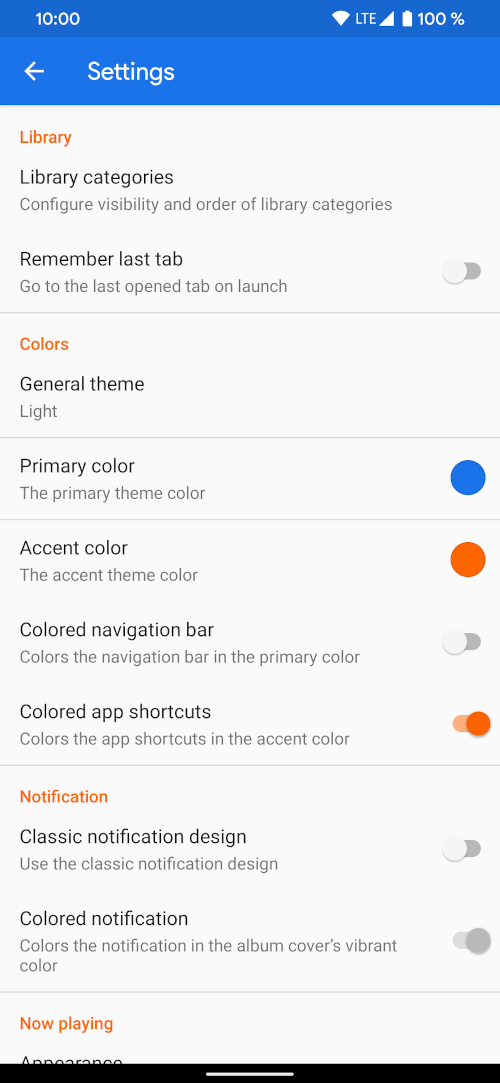 10:00 LTE 100 %
Settings
Library
Library categories
Configure visibility and order of library categories
Remember last tab
Go to the last opened tab on launch
Colors
General theme
Light
Primary color
The primary theme color
Accent color
The accent theme color
Colored navigation bar
Colors the navigation bar in the primary color
Colored app shortcuts
Colors the app shortcuts in the accent color
Notification
Classic notification design
Use the classic notification design
Colored notification
Colors the notification in the album cover's vibrant
color
Now playing
Appearance